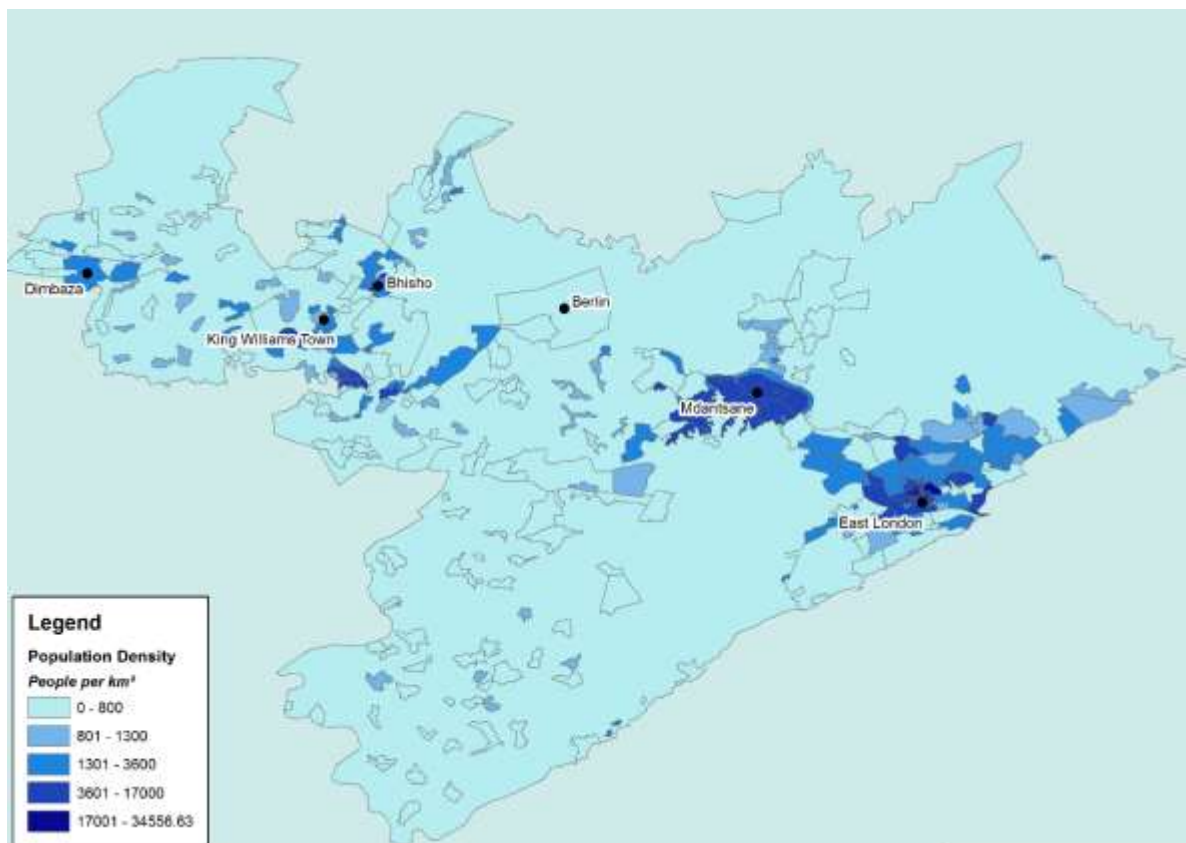 Dimbaza
Bhisho
Berlin
King Williams Town
Mdantsane
East London
Legend
Population Density
People per km²
0 - 800
801 - 1300
1301 - 3600
3601 - 17000
17001 - 34556.63